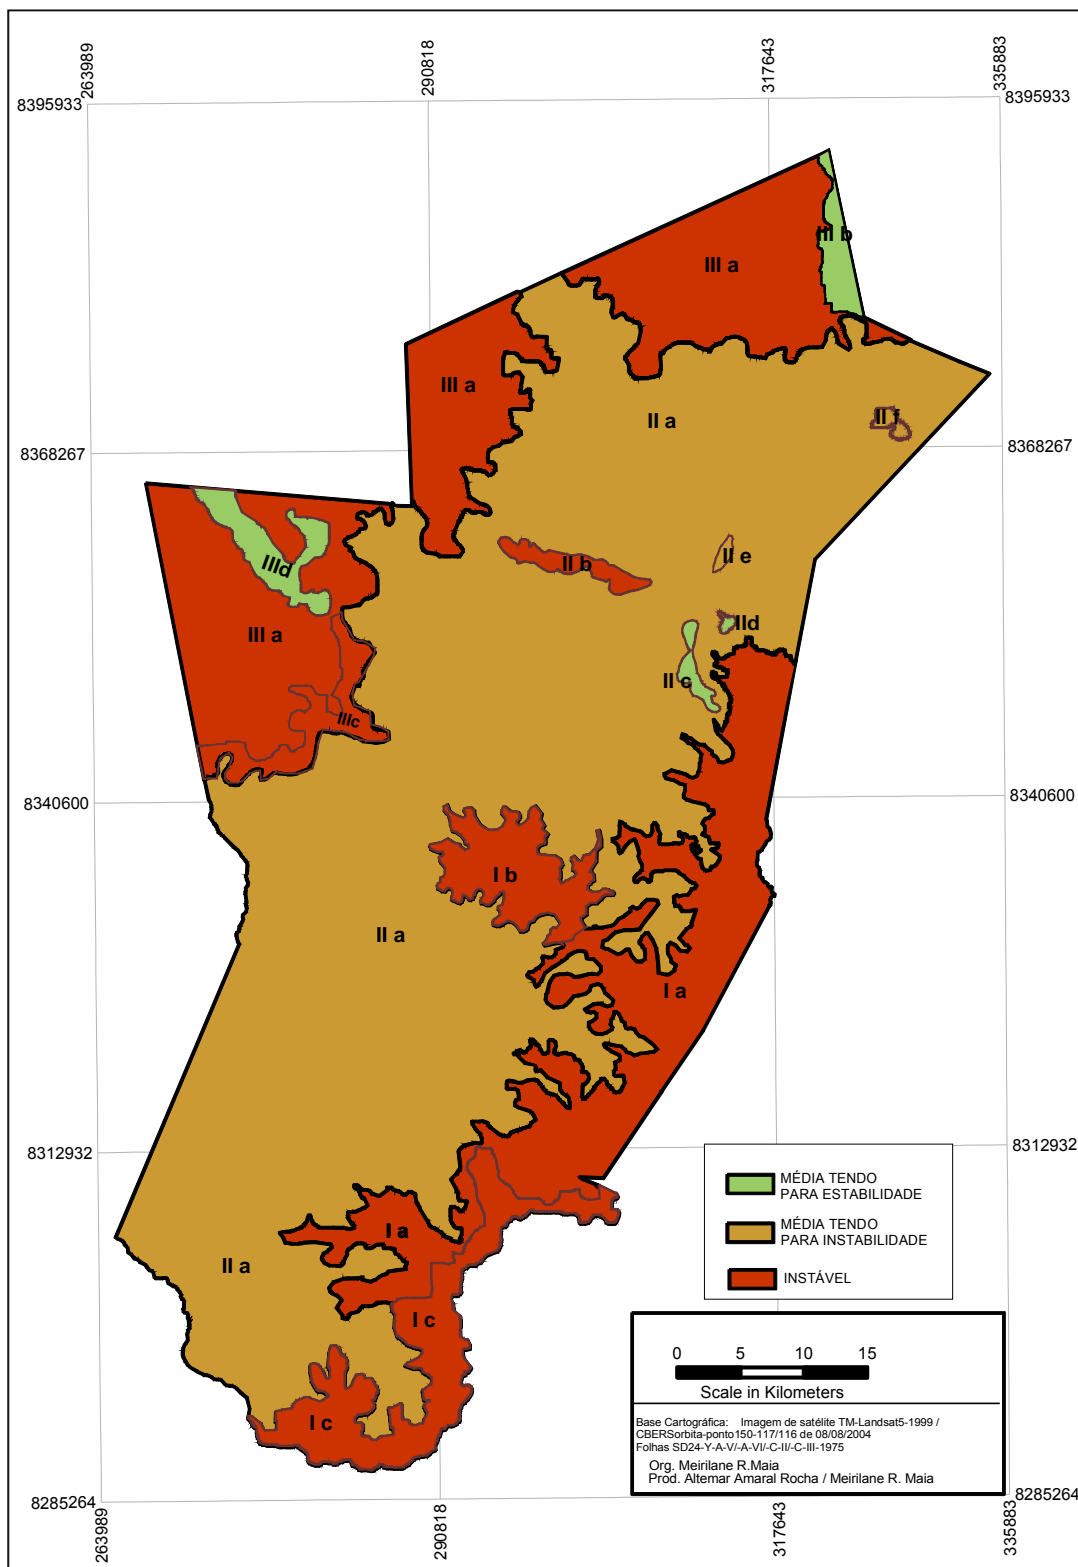 263989
290818
317643
335883
8395933
8395933
III b
III a
III a
II a
II f
8368267
8368267
II b
II e
IIId
IId
III a
II c
IIIc
8340600
8340600
I b
II a
I a
8312932
8312932
MÉDIA TENDO
PARA ESTABILIDADE
MÉDIA TENDO
PARA INSTABILIDADE
INSTÁVEL
I a
II a
I c
I c
0 5 10 15
Scale in Kilometers
Base Cartográfica: Imagem de satélite TM-Landsat5-1999 /
CBERSorbita-ponto150-117/116 de 08/08/2004
Folhas SD24-Y-A-V/-A-VI/-C-II/-C-III-1975
Org. Meirilane R.Maia
Prod. Altemar Amaral Rocha / Meirilane R. Maia
8285264
8285264
263989
290818
317643
335883